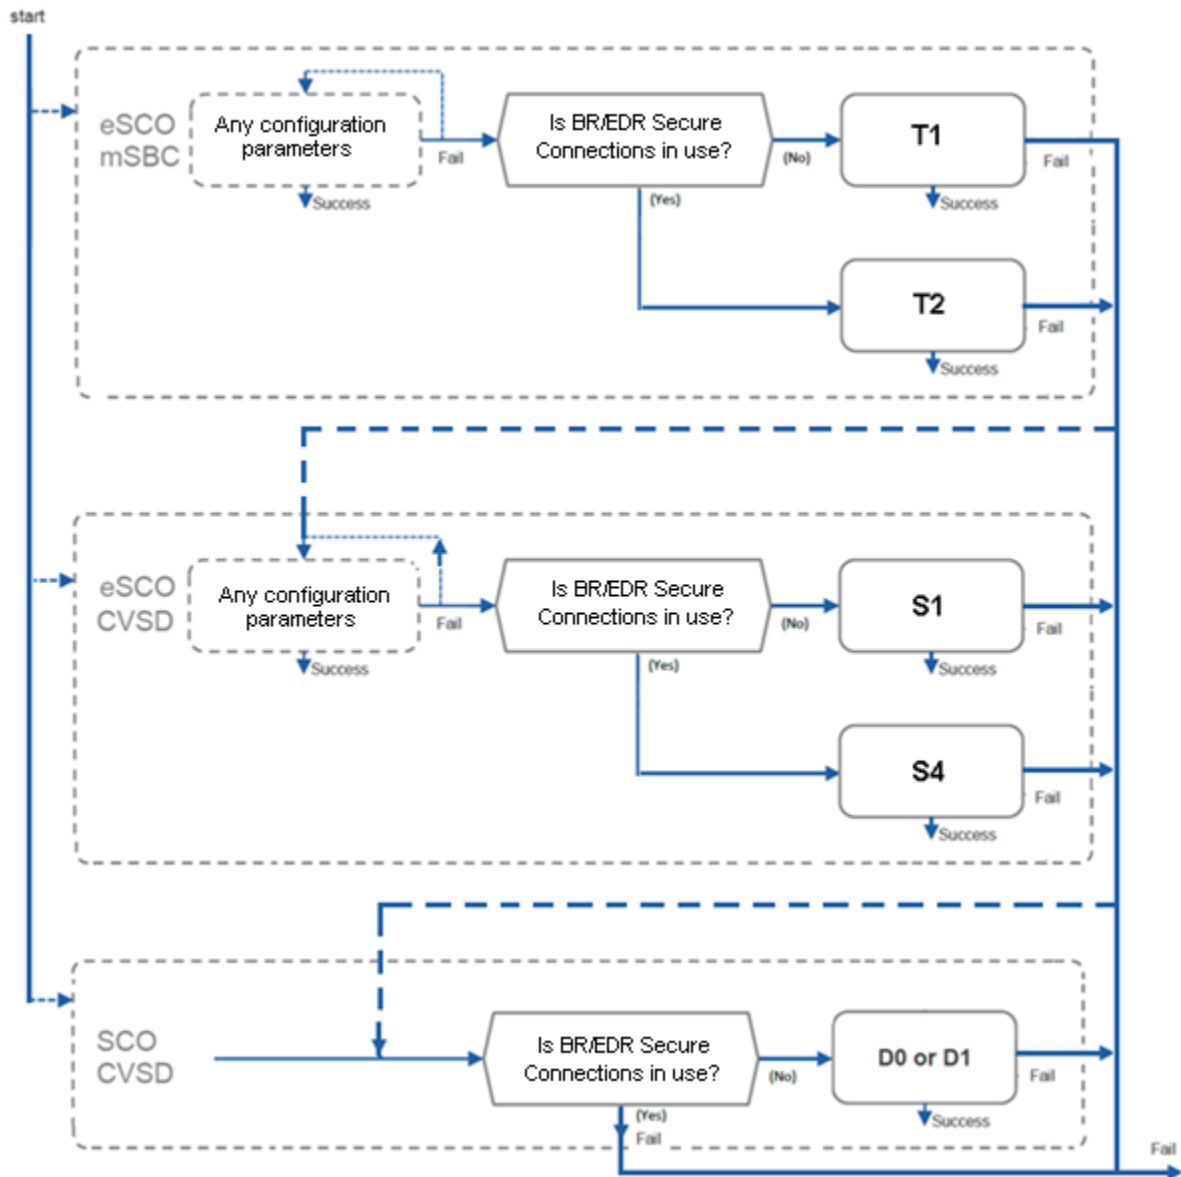 start
eSCO
mSBC
Any configuration
parameters
Fail
Success
Is BR/EDR Secure
Connections in use?
(No)
(Yes)
T1
Fail
Success
T2
Fail
Success
eSCO
CVSD
Any configuration
parameters
Fail
Success
Is BR/EDR Secure
Connections in use?
(No)
(Yes)
S1
Fail
Success
S4
Fail
Success
SCO
CVSD
Is BR/EDR Secure
Connections in use?
(No)
(Yes)
Fail
D0 or D1
Fail
Success
Fail